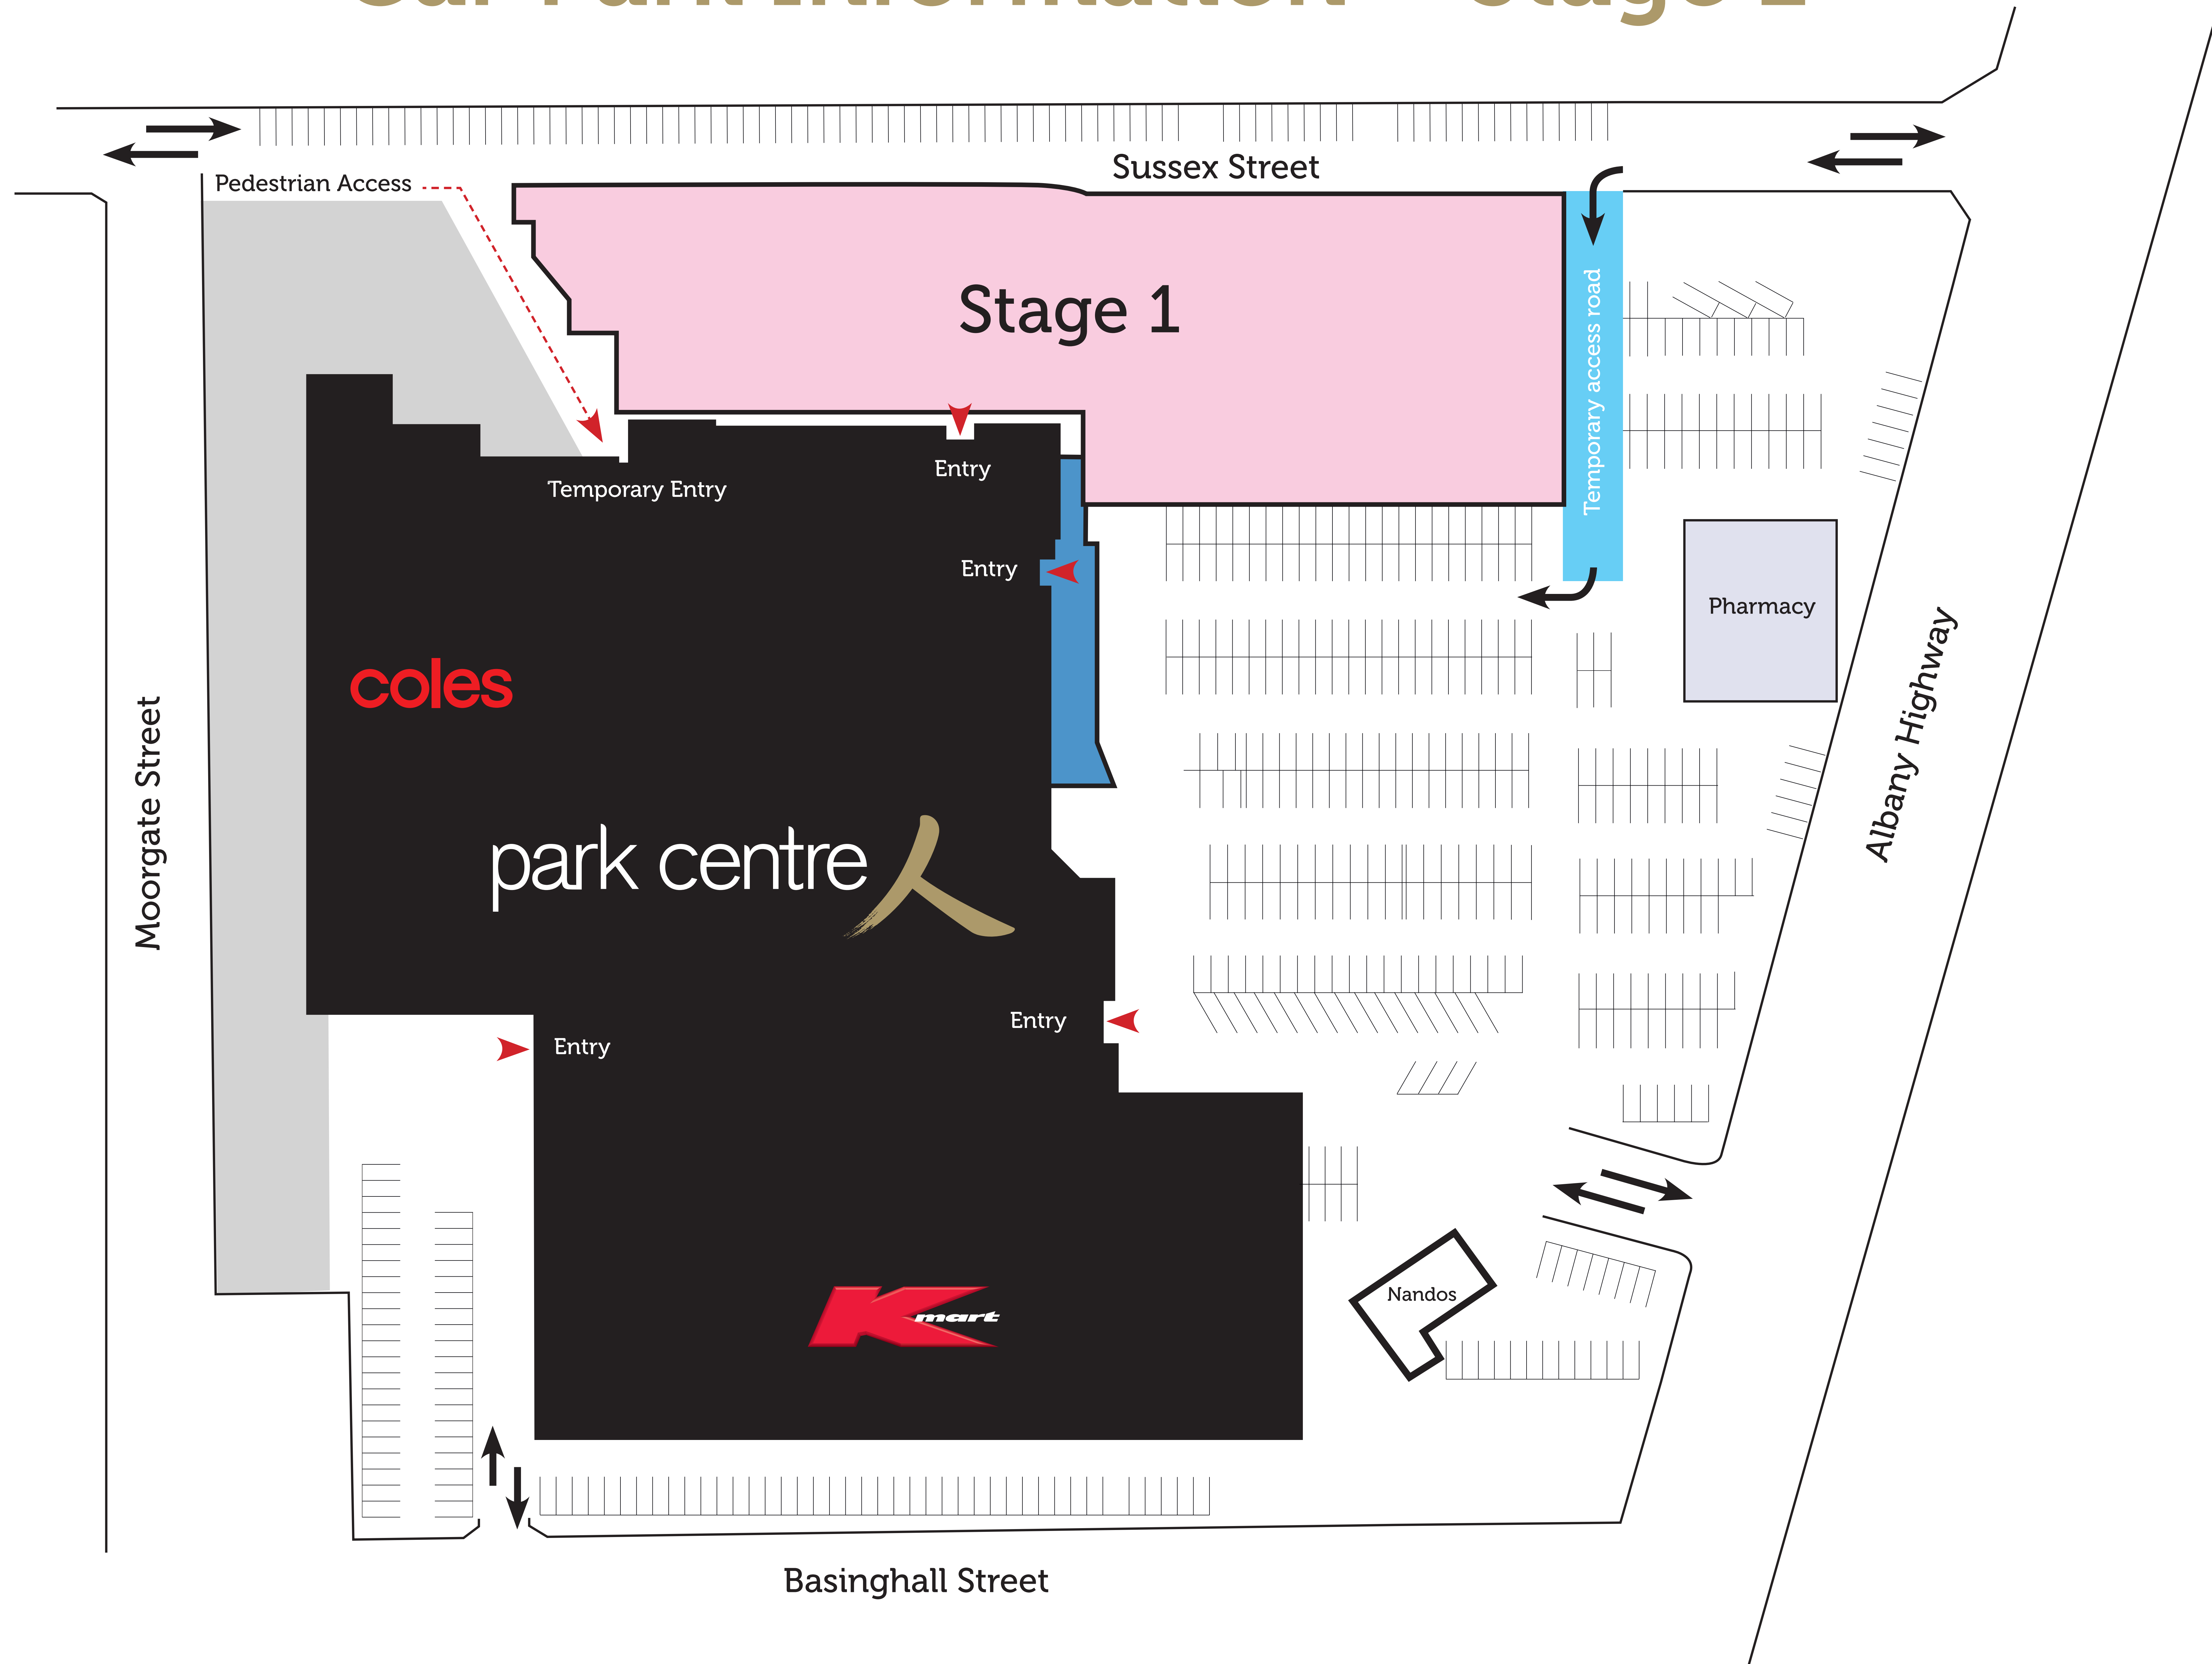 Sussex Street
Pedestrian Access
Stage 1
Temporary access road
Entry
Temporary Entry
Entry
Pharmacy
coles
Albany Highway
Moorgate Street
park centre
Entry
Entry
Nandos
K mart
Basinghall Street